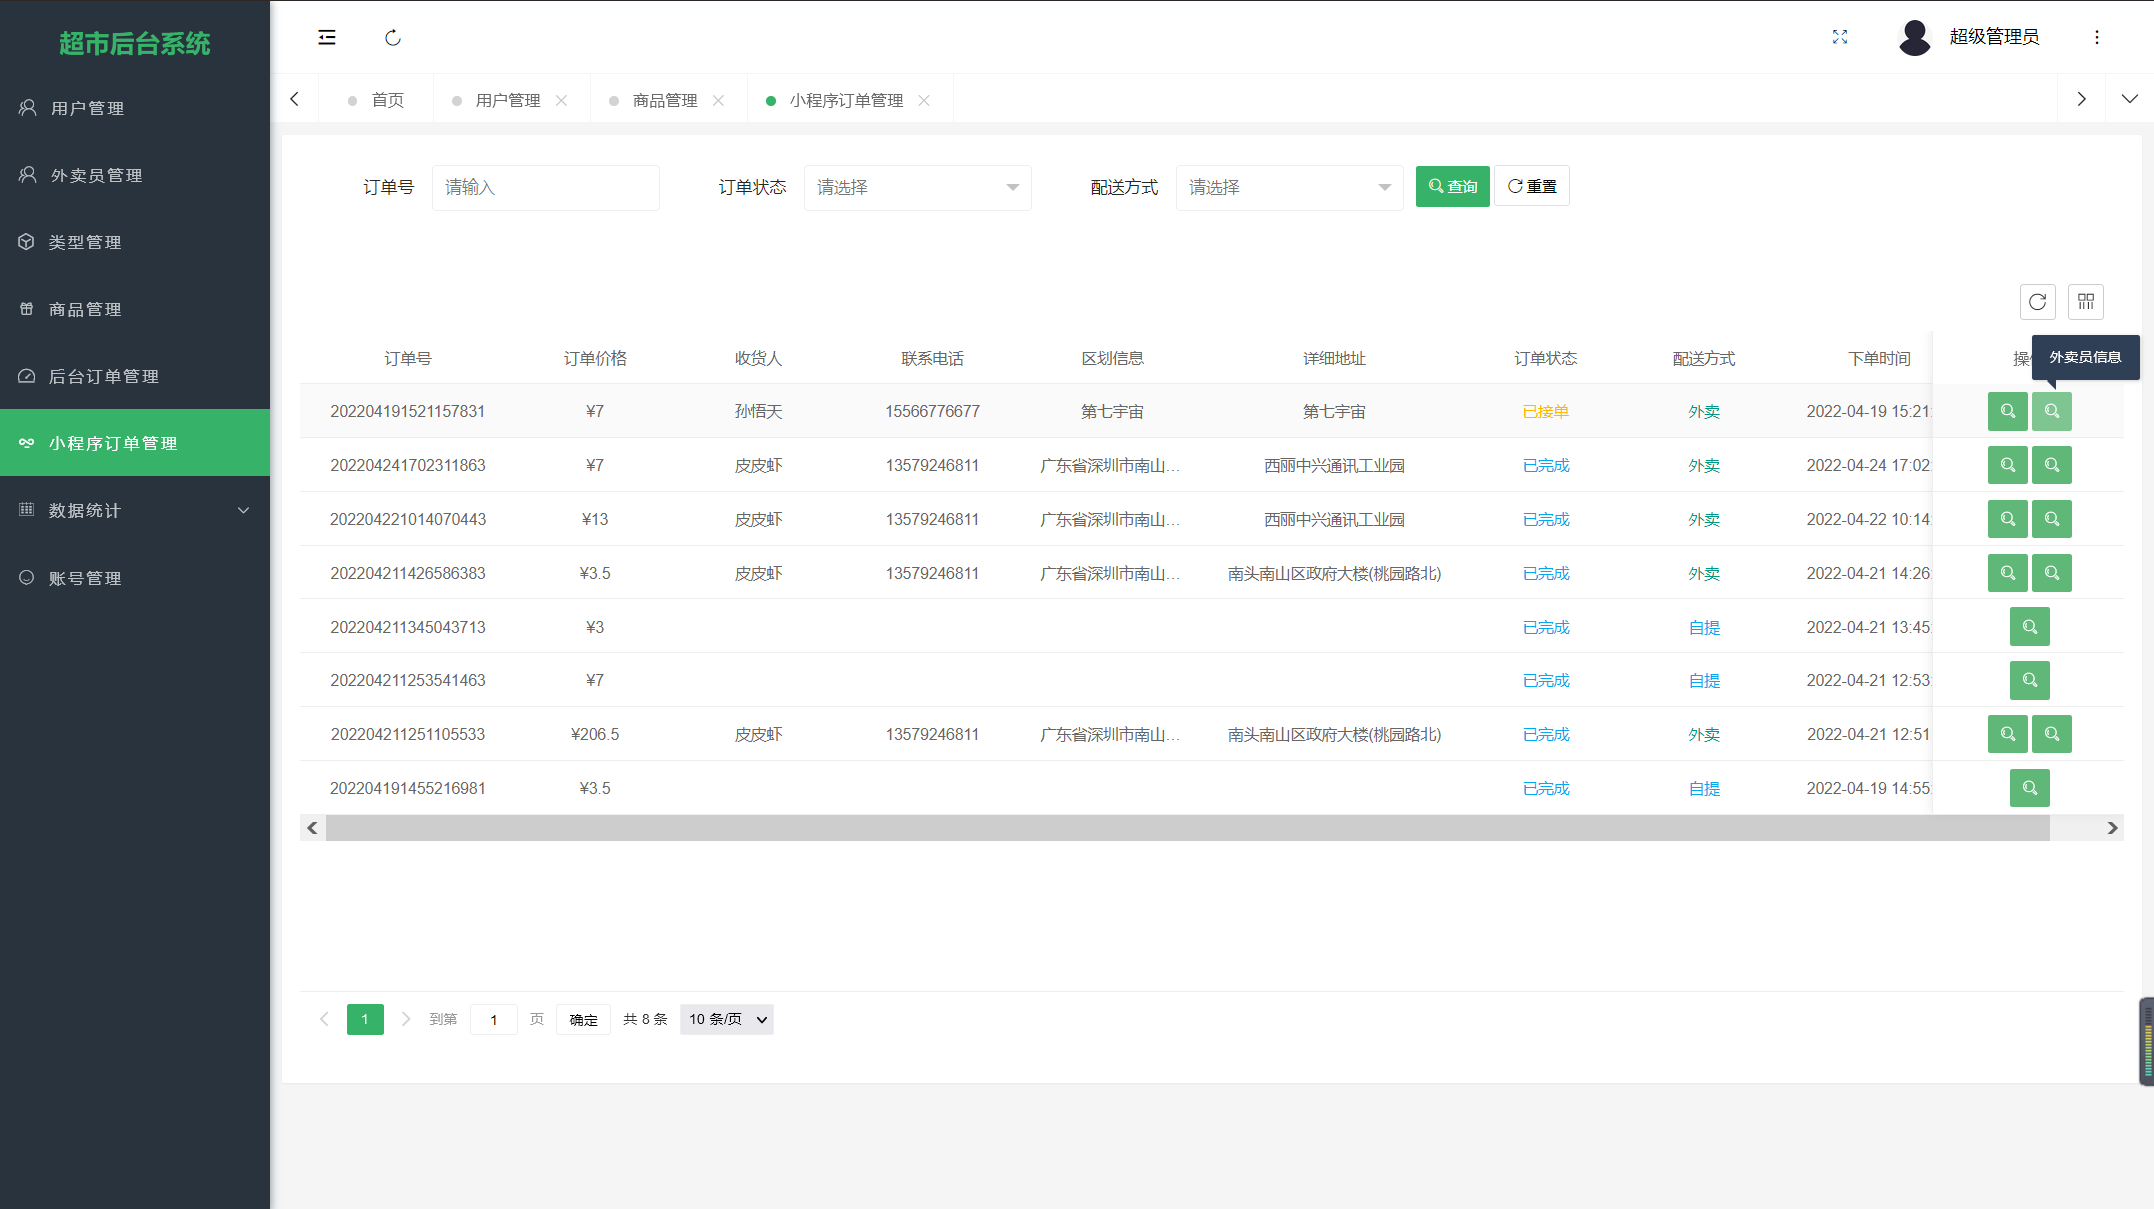 超市后台系统
用户管理
外卖员管理
类型管理
商品管理
后台订单管理
小程序订单管理
数据统计
账号管理
超级管理员
首页 用户管理 商品管理 小程序订单管理
订单号 请输入 订单状态 请选择 配送方式 请选择 查询 重置
外卖员信息
订单号 订单价格 收货人 联系电话 区划信息 详细地址 订单状态 配送方式 下单时间 操
202204191521157831 ¥7 孙悟天 15566776677 第七宇宙 第七宇宙 已接单 外卖 2022-04-19 15:21:
202204241702311863 ¥7 皮皮虾 13579246811 广东省深圳市南山... 西丽中兴通讯工业园 已完成 外卖 2022-04-24 17:02:
202204221014070443 ¥13 皮皮虾 13579246811 广东省深圳市南山... 西丽中兴通讯工业园 已完成 外卖 2022-04-22 10:14:
202204211426586383 ¥3.5 皮皮虾 13579246811 广东省深圳市南山... 南头南山区政府大楼(桃园路北) 已完成 外卖 2022-04-21 14:26:
202204211345043713 ¥3 已完成 自提 2022-04-21 13:45:
202204211253541463 ¥7 已完成 自提 2022-04-21 12:53:
202204211251105533 ¥206.5 皮皮虾 13579246811 广东省深圳市南山... 南头南山区政府大楼(桃园路北) 已完成 外卖 2022-04-21 12:51
202204191455216981 ¥3.5 已完成 自提 2022-04-19 14:55:
1 到第 1 页 确定 共 8 条 10 条/页